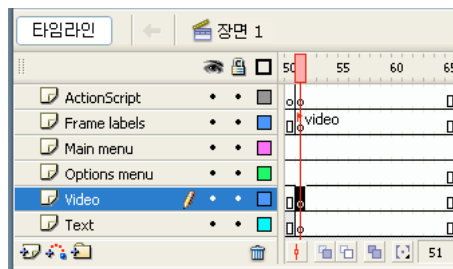 타임라인 장면 1
50 55 60 65
ActionScript
Frame labels video
Main menu
Options menu
Video
Text
51